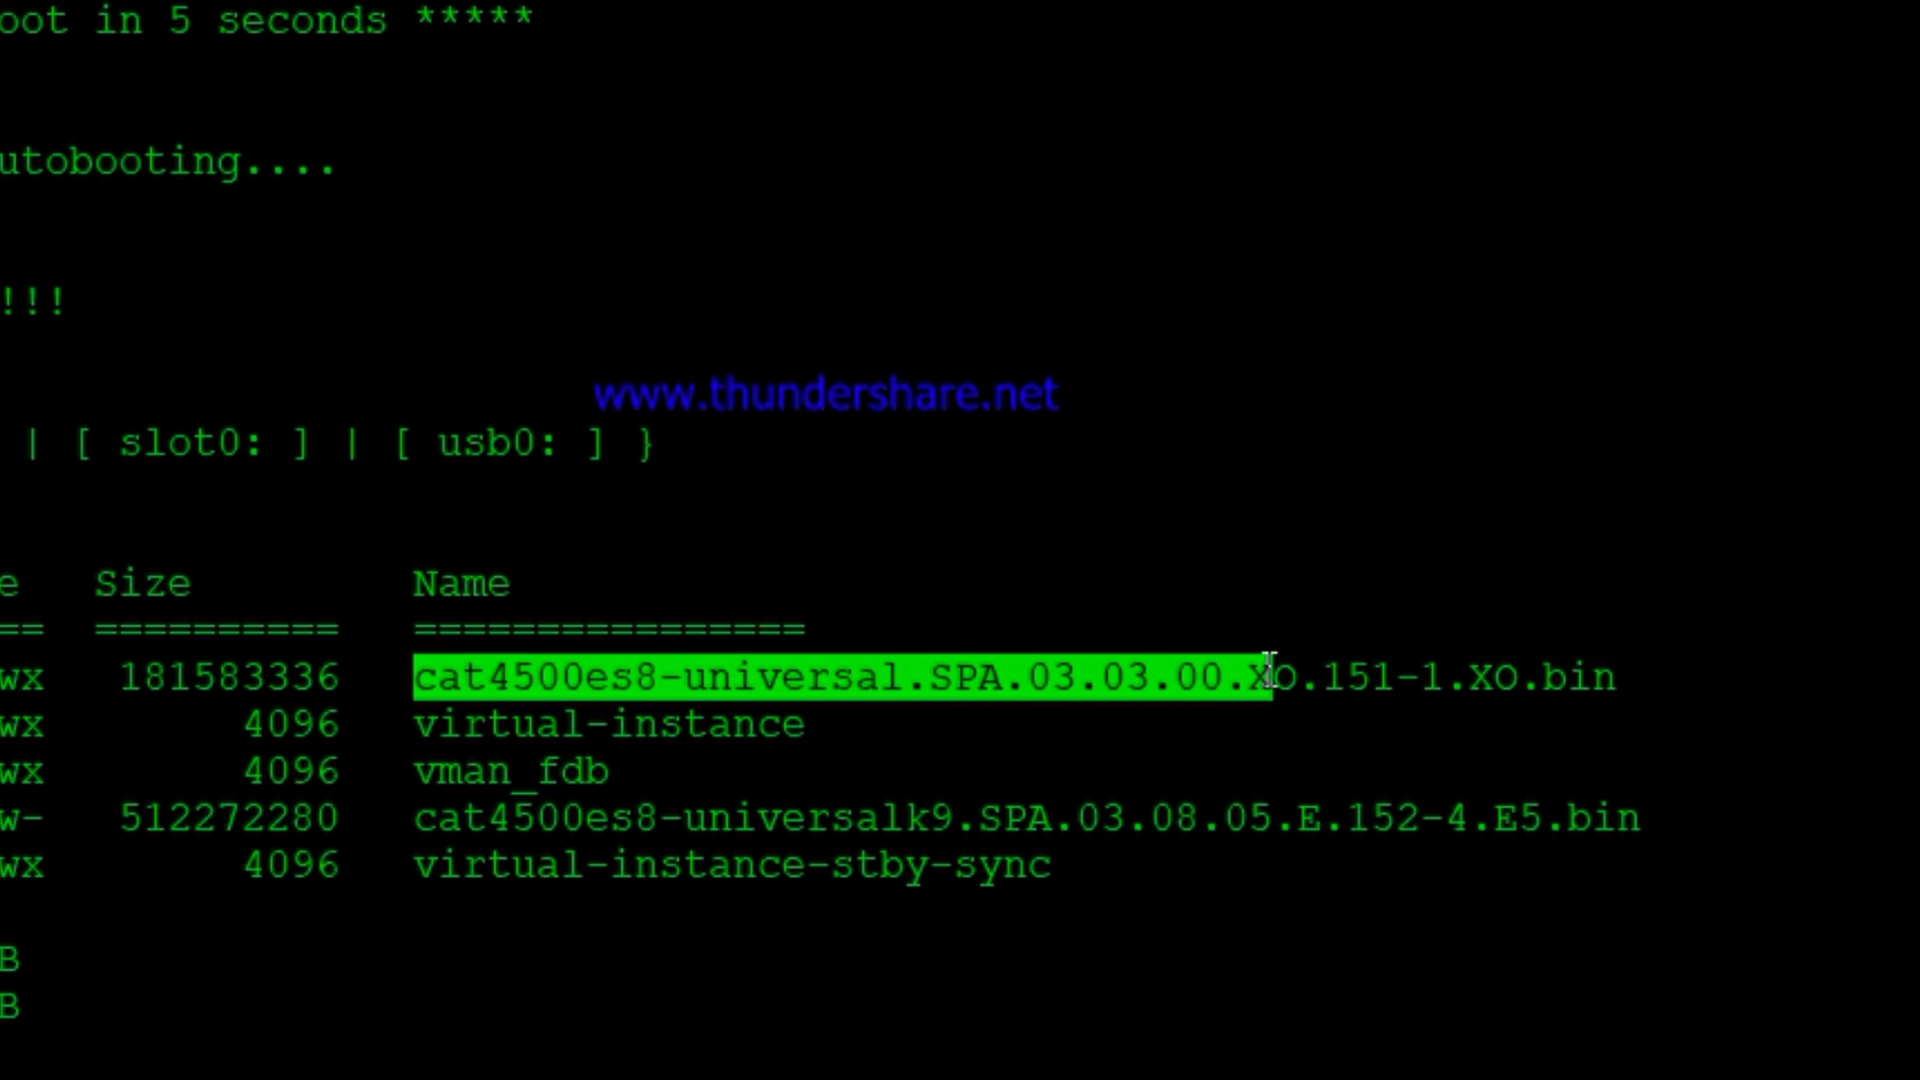 oot in 5 seconds *****
utobooting....
!!!
www.thundershare.net
| [ slot0: ] | [ usb0: ] }
e Size Name
== ========== ================
wx 181583336 cat4500es8-universal.SPA.03.03.00.XO.151-1.XO.bin
wx 4096 virtual-instance
wx 4096 vman_fdb
w- 512272280 cat4500es8-universalk9.SPA.03.08.05.E.152-4.E5.bin
wx 4096 virtual-instance-stby-sync
B
B